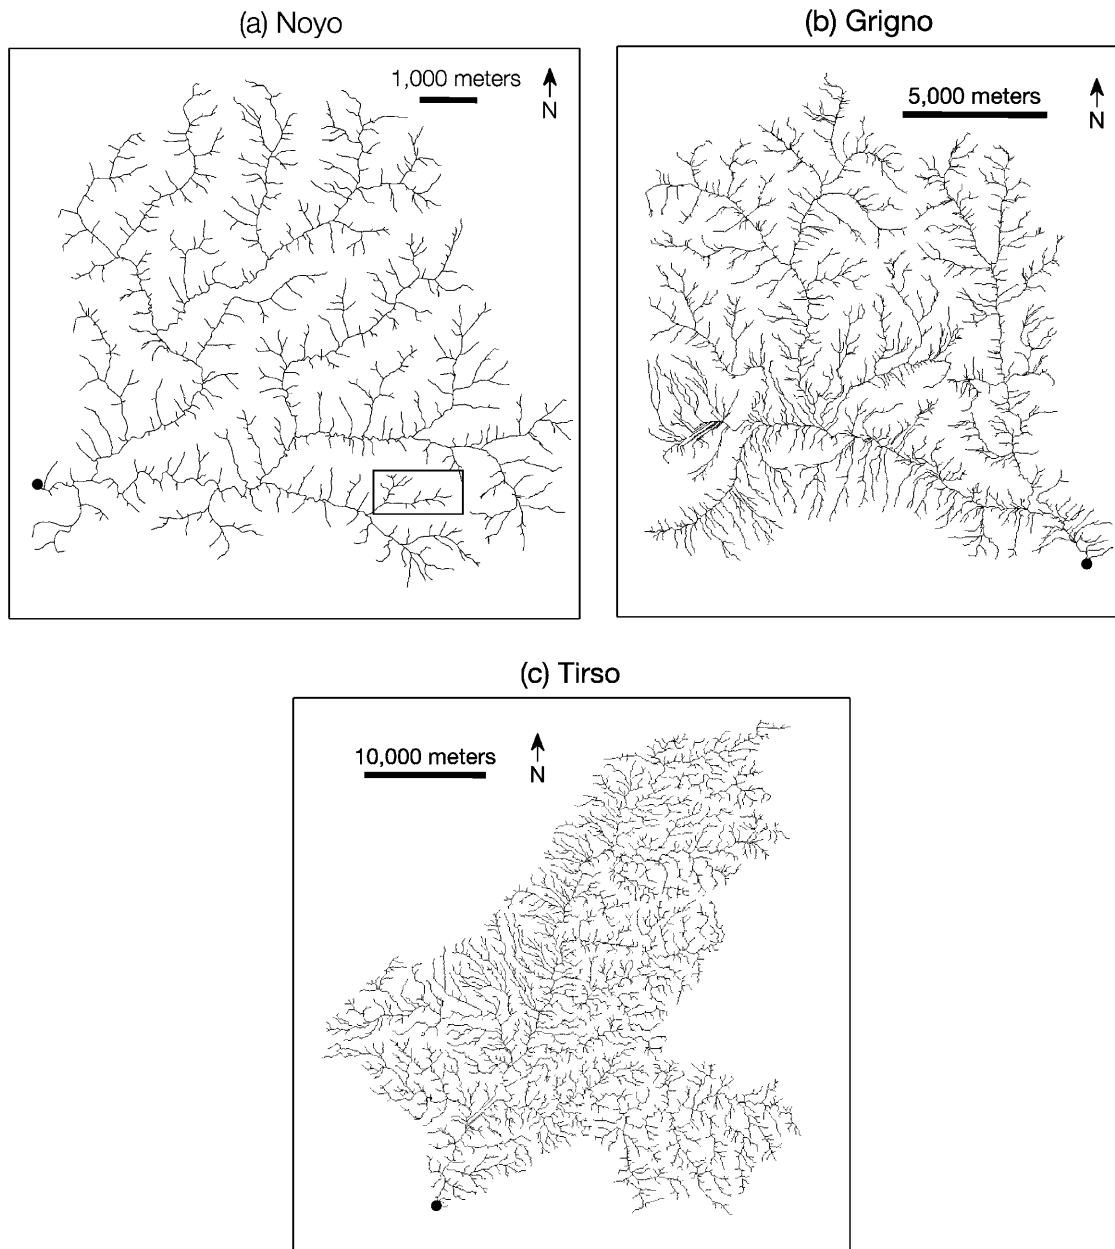 (a) Noyo
1,000 meters
N
(b) Grigno
5,000 meters
N
(c) Tirso
10,000 meters
N